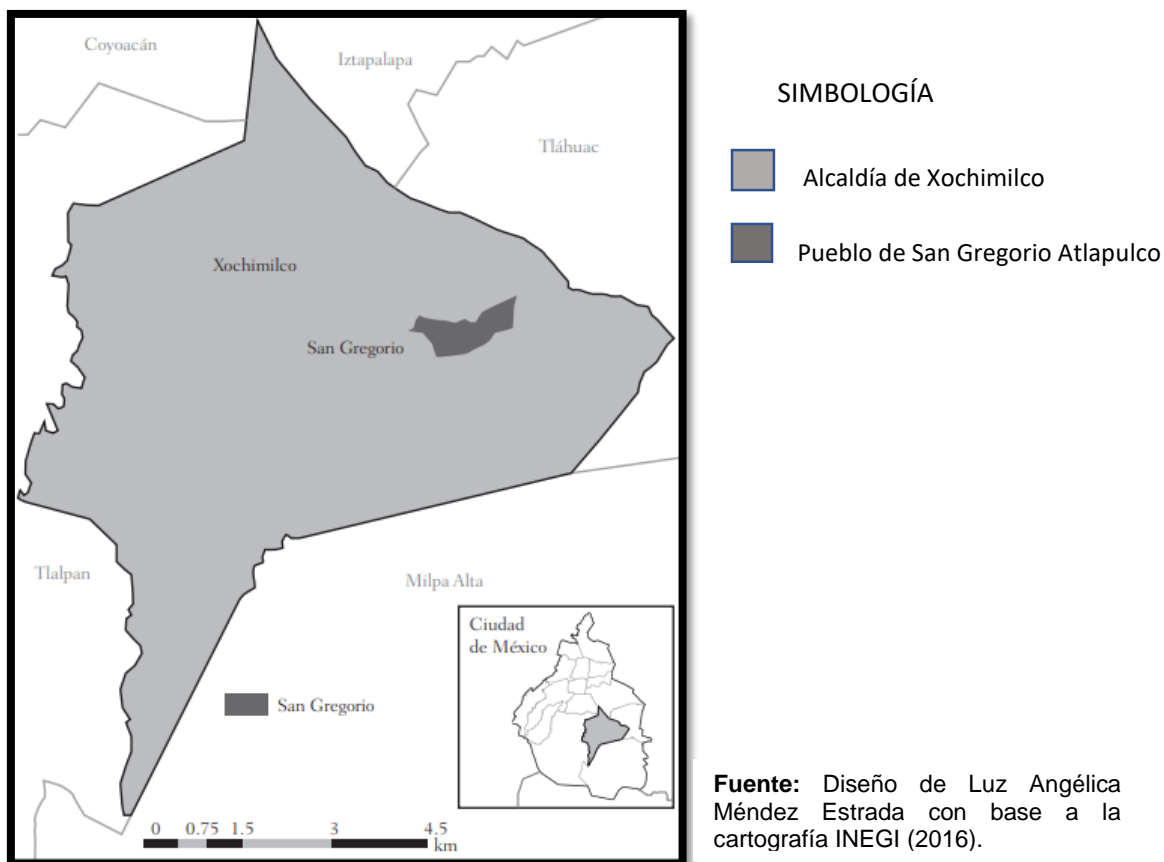 Coyoacán
Iztapalapa
Tláhuac
Xochimilco
San Gregorio
Tlalpan
Milpa Alta
San Gregorio
Ciudad
de México
0 0.75 1.5 3 4.5
km
SIMBOLOGÍA
Alcaldía de Xochimilco
Pueblo de San Gregorio Atlapulco
Fuente: Diseño de Luz Angélica
Méndez Estrada con base a la
cartografía INEGI (2016).